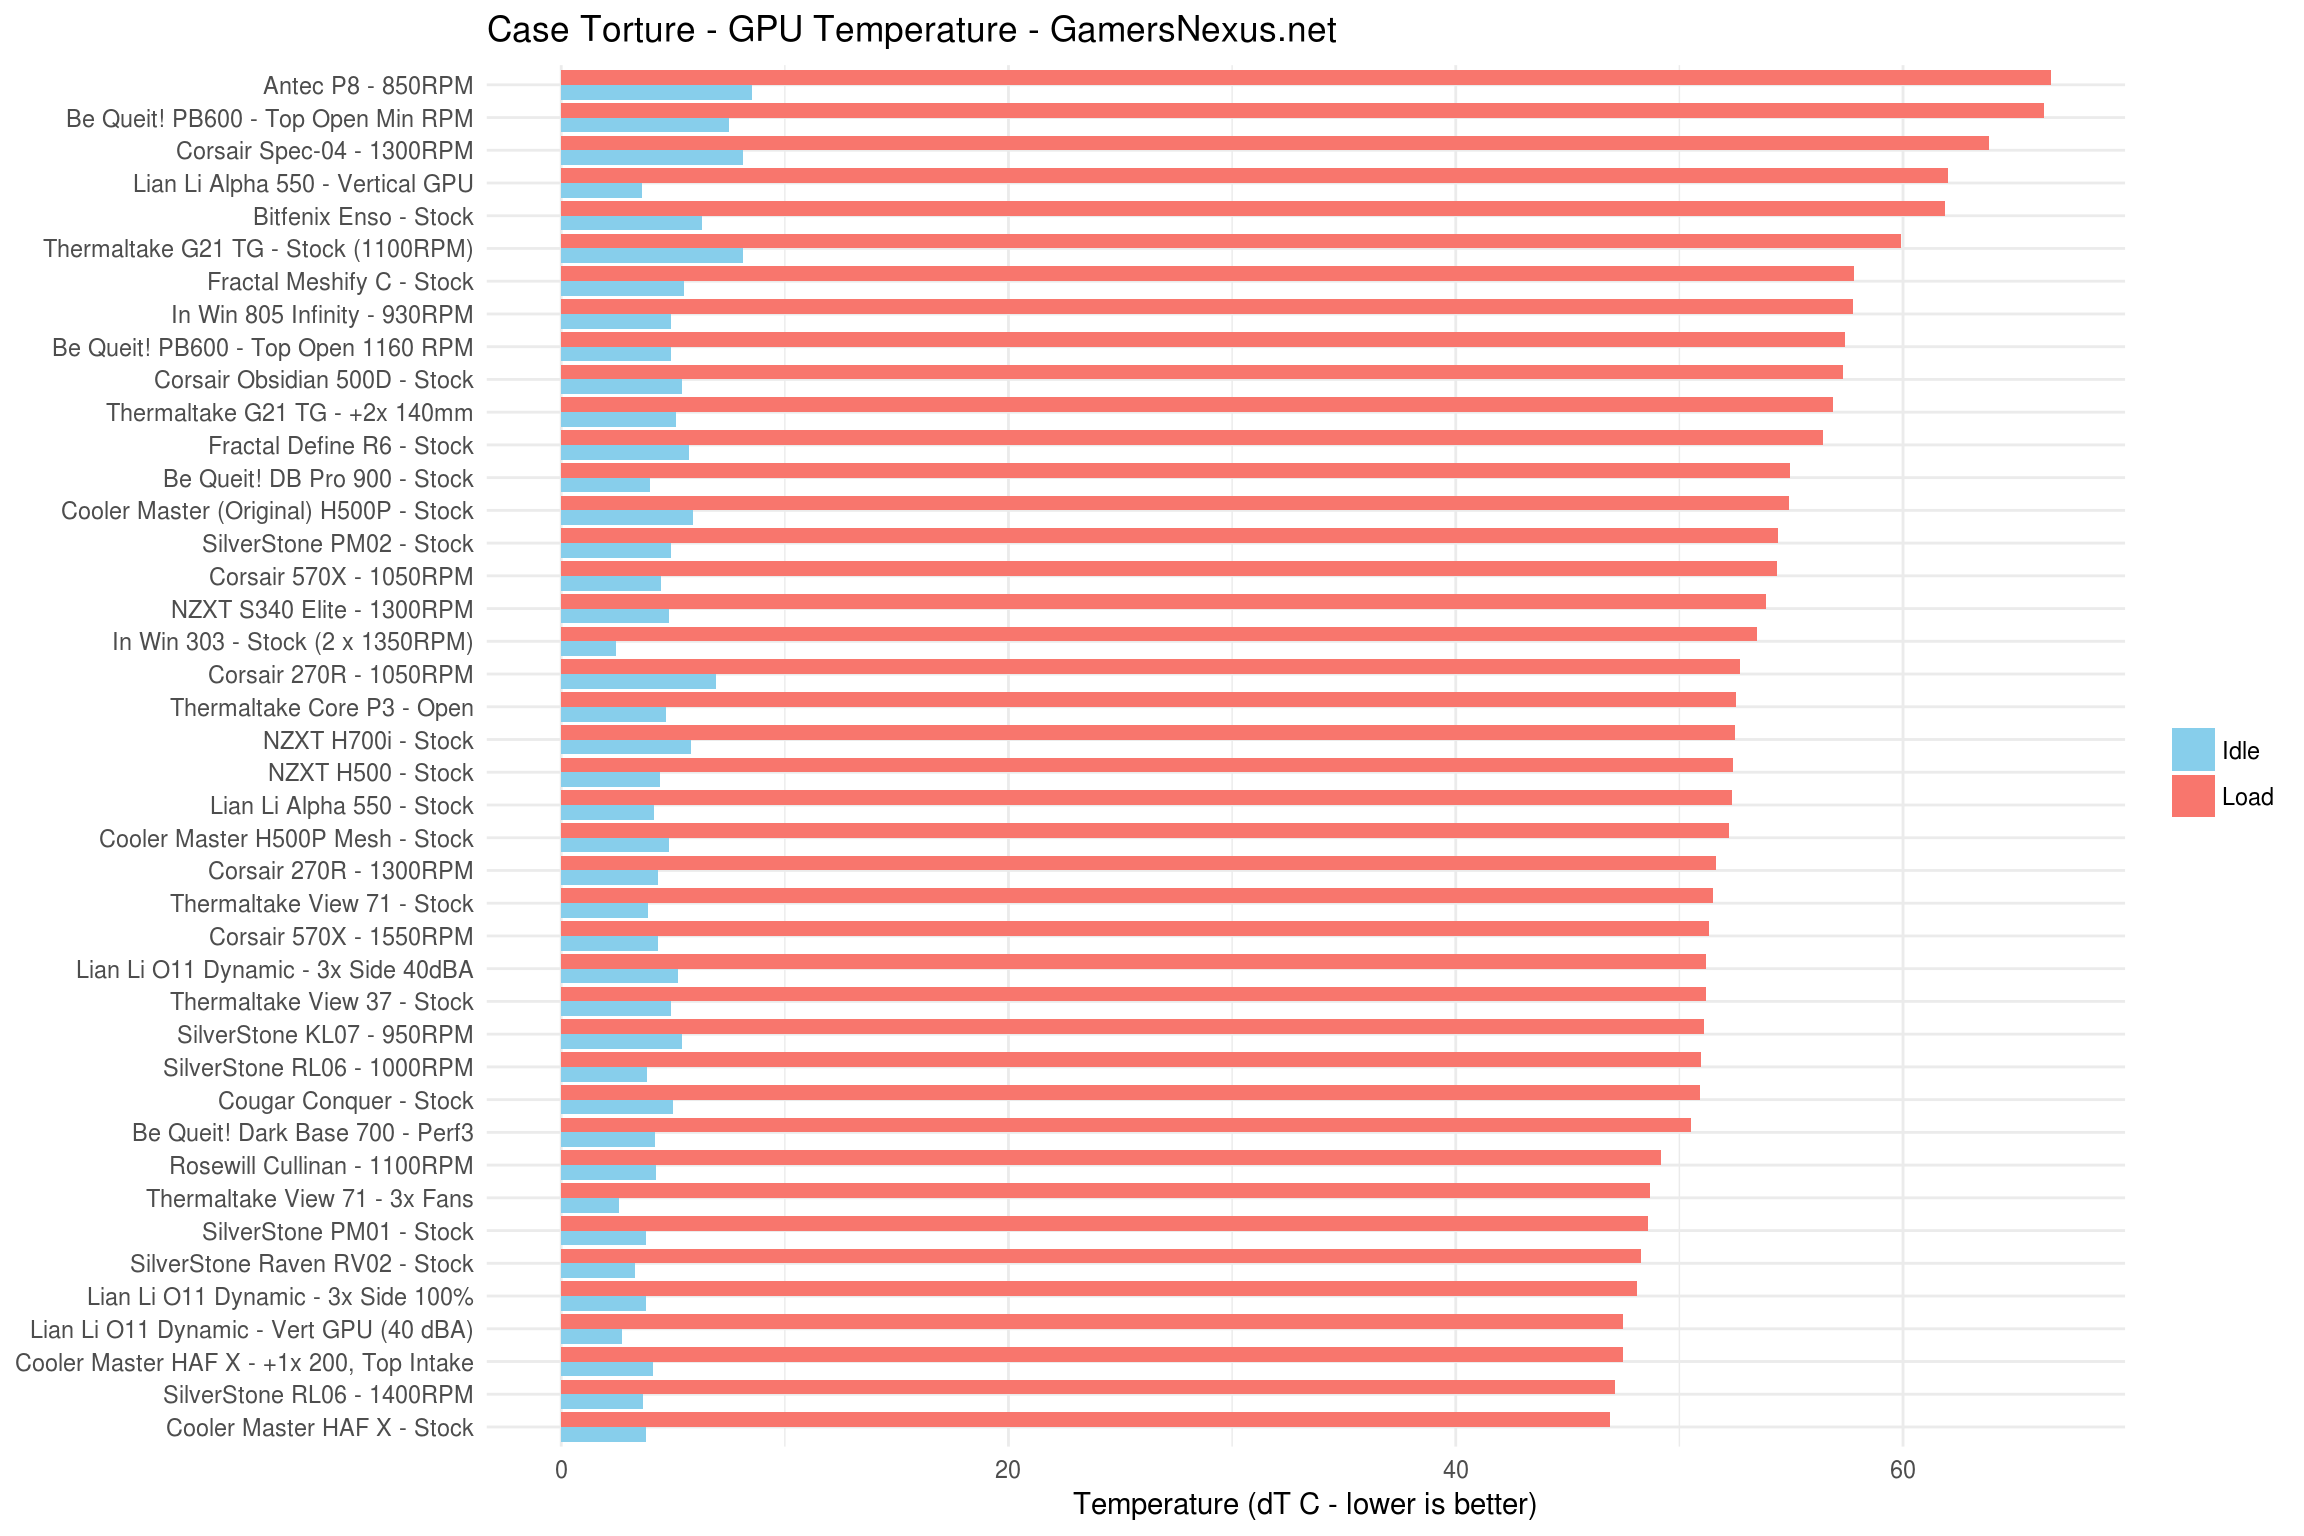 Case Torture - GPU Temperature - GamersNexus.net
Antec P8 - 850RPM
Be Queit! PB600 - Top Open Min RPM
Corsair Spec-04 - 1300RPM
Lian Li Alpha 550 - Vertical GPU
Bitfenix Enso - Stock
Thermaltake G21 TG - Stock (1100RPM)
Fractal Meshify C - Stock
In Win 805 Infinity - 930RPM
Be Queit! PB600 - Top Open 1160 RPM
Corsair Obsidian 500D - Stock
Thermaltake G21 TG - +2x 140mm
Fractal Define R6 - Stock
Be Queit! DB Pro 900 - Stock
Cooler Master (Original) H500P - Stock
SilverStone PM02 - Stock
Corsair 570X - 1050RPM
NZXT S340 Elite - 1300RPM
In Win 303 - Stock (2 x 1350RPM)
Corsair 270R - 1050RPM
Thermaltake Core P3 - Open
NZXT H700i - Stock
NZXT H500 - Stock
Lian Li Alpha 550 - Stock
Cooler Master H500P Mesh - Stock
Corsair 270R - 1300RPM
Thermaltake View 71 - Stock
Corsair 570X - 1550RPM
Lian Li O11 Dynamic - 3x Side 40dBA
Thermaltake View 37 - Stock
SilverStone KL07 - 950RPM
SilverStone RL06 - 1000RPM
Cougar Conquer - Stock
Be Queit! Dark Base 700 - Perf3
Rosewill Cullinan - 1100RPM
Thermaltake View 71 - 3x Fans
SilverStone PM01 - Stock
SilverStone Raven RV02 - Stock
Lian Li O11 Dynamic - 3x Side 100%
Lian Li O11 Dynamic - Vert GPU (40 dBA)
Cooler Master HAF X - +1x 200, Top Intake
SilverStone RL06 - 1400RPM
Cooler Master HAF X - Stock
0 20 40 60
Temperature (dT C - lower is better)
Idle
Load